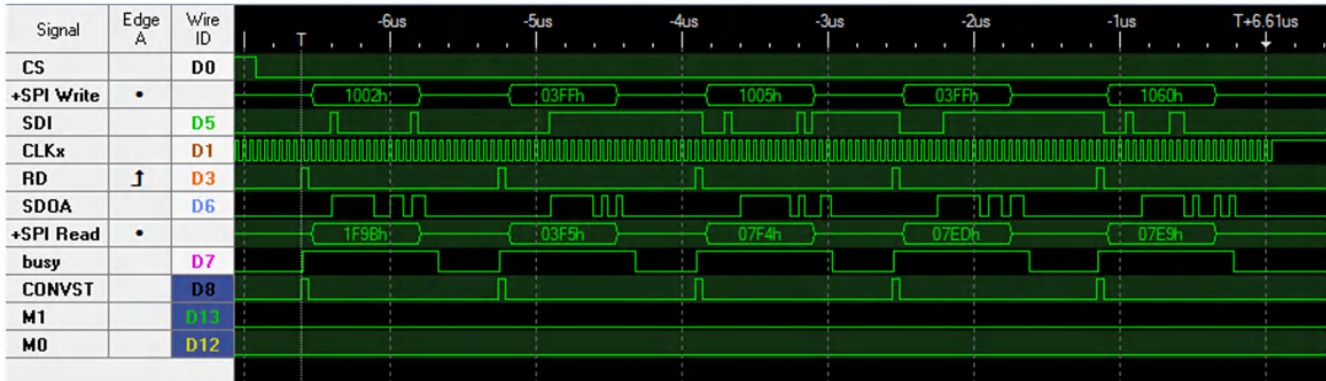 Signal Edge A Wire ID -6us -5us -4us -3us -2us -1us T+6.61us
T
CS D0
+SPI Write • 1002h 03FFh 1005h 03FFh 1060h
SDI D5
CLKx D1
RD D3
SDOA D6
+SPI Read • 1F9Bh 03F5h 07F4h 07EDh 07E9h
busy D7
CONVST D8
M1 D13
M0 D12